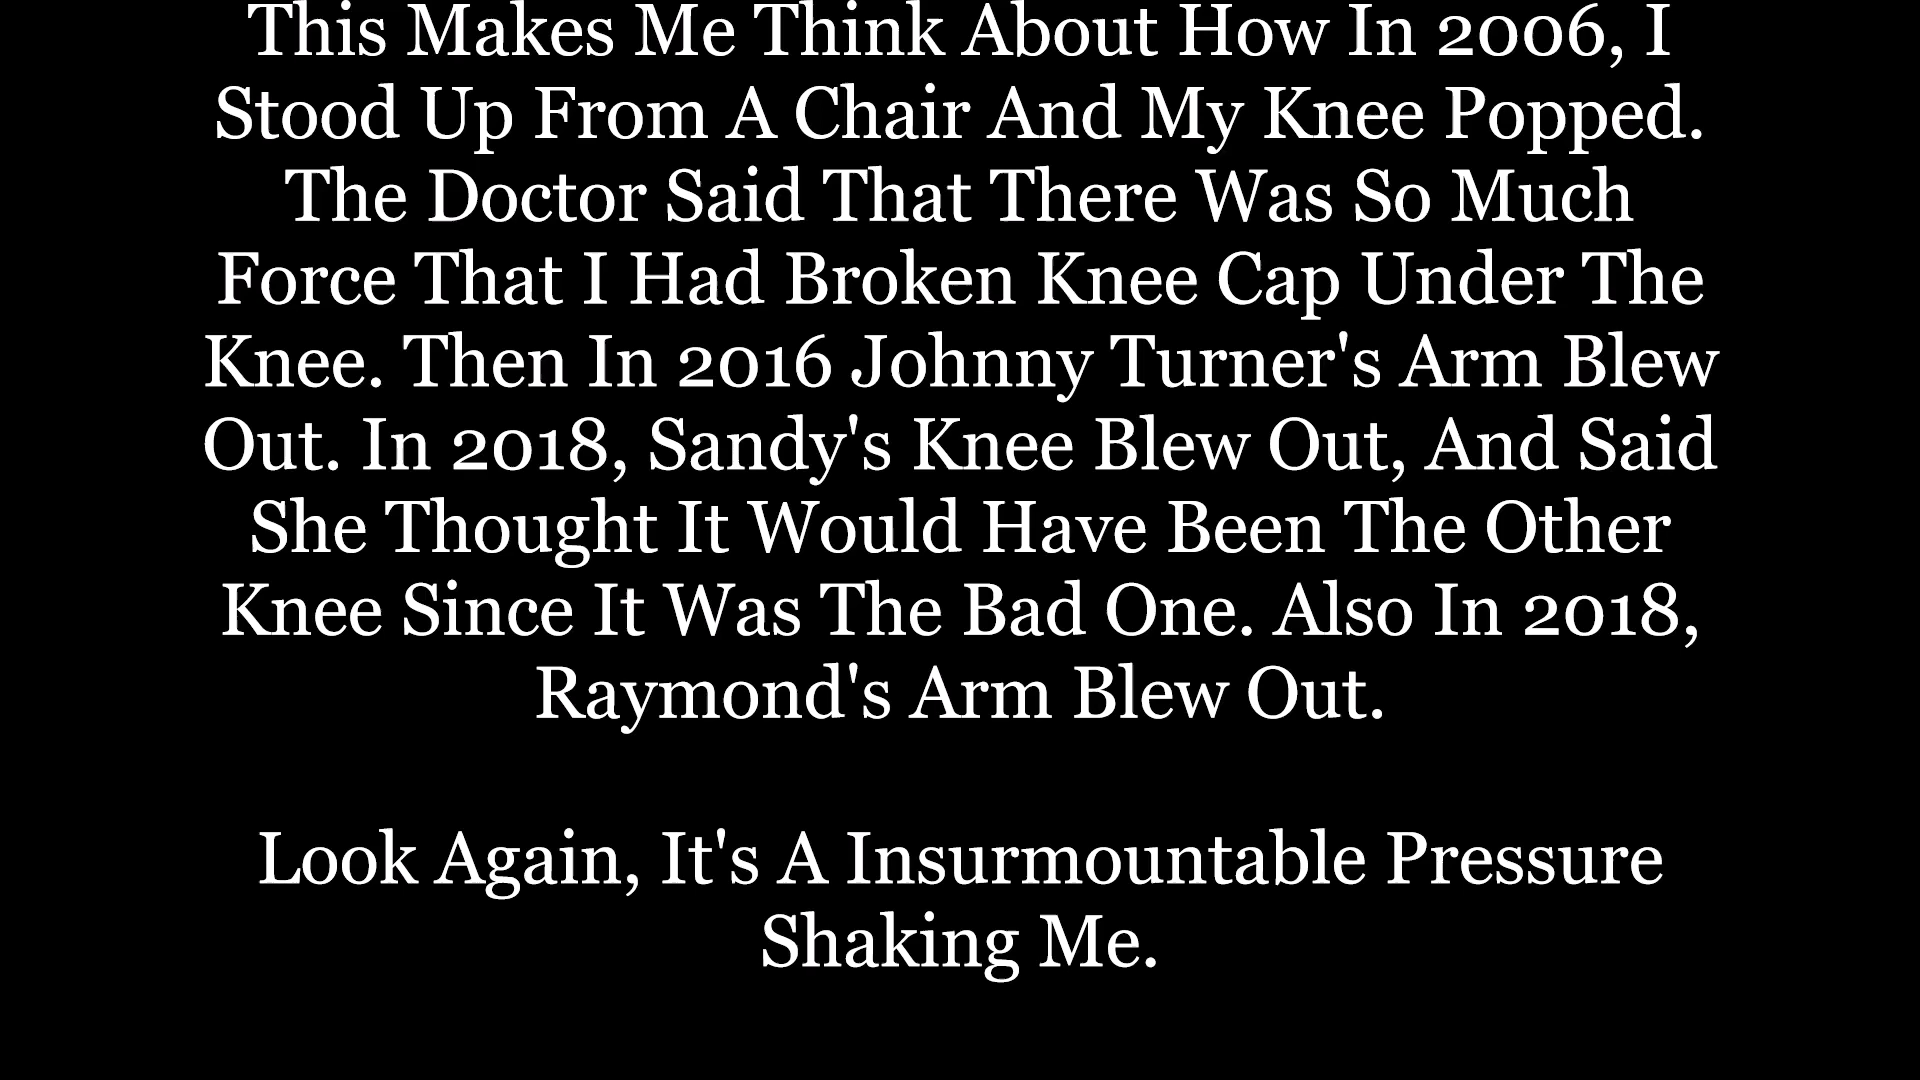 This Makes Me Think About How In 2006, I
Stood Up From A Chair And My Knee Popped.
The Doctor Said That There Was So Much
Force That I Had Broken Knee Cap Under The
Knee. Then In 2016 Johnny Turner's Arm Blew
Out. In 2018, Sandy's Knee Blew Out, And Said
She Thought It Would Have Been The Other
Knee Since It Was The Bad One. Also In 2018,
Raymond's Arm Blew Out.
Look Again, It's A Insurmountable Pressure
Shaking Me.